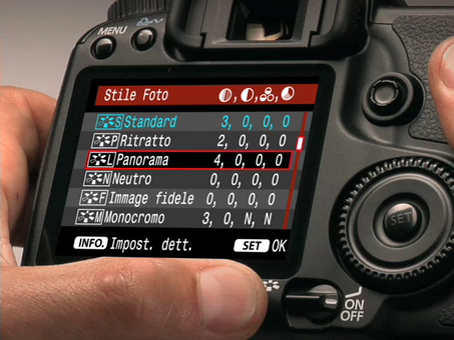 MENU
Stile Foto
S Standard 3, 0, 0, 0
P Ritratto 2, 0, 0, 0
L Panorama 4, 0, 0, 0
N Neutro 0, 0, 0, 0
F Immage fidele 0, 0, 0, 0
M Monocromo 3, 0, N, N
INFO. Impost. dett. SET OK
SET
ON
OFF